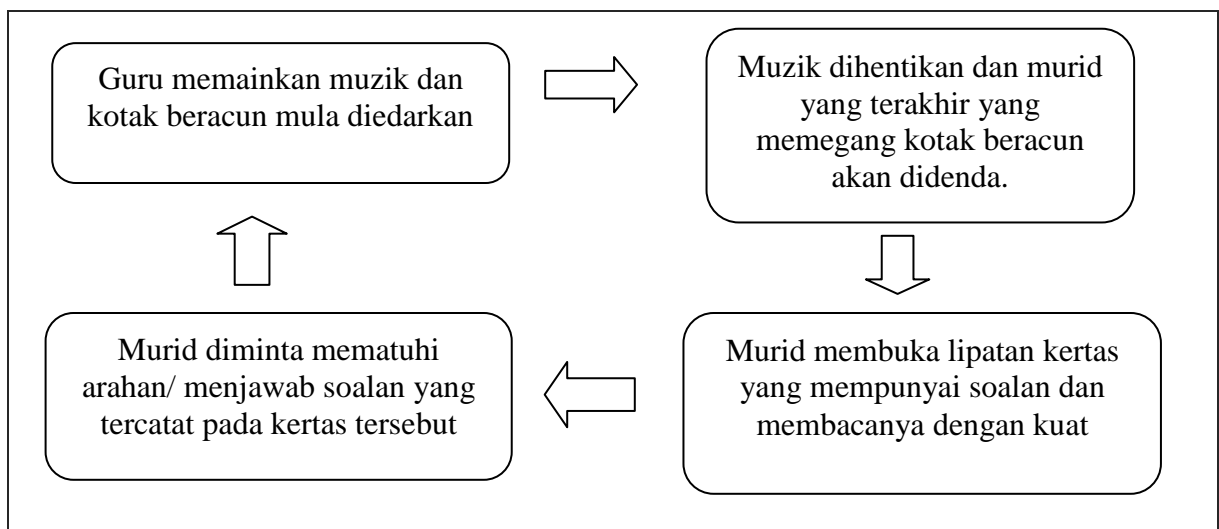 Guru memainkan muzik dan
kotak beracun mula diedarkan
Muzik dihentikan dan murid
yang terakhir yang
memegang kotak beracun
akan didenda.
Murid membuka lipatan kertas
yang mempunyai soalan dan
membacanya dengan kuat
Murid diminta mematuhi
arahan/ menjawab soalan yang
tercatat pada kertas tersebut